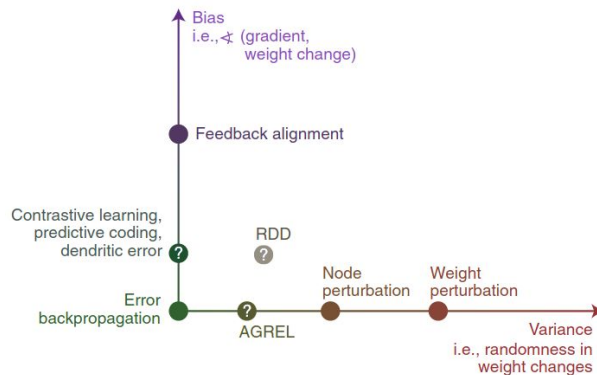 Bias
i.e., ∢ (gradient,
weight change)
Feedback alignment
Contrastive learning,
predictive coding,
dendritic error
?
RDD
?
Error
backpropagation
?
AGREL
Node
perturbation
Weight
perturbation
Variance
i.e., randomness in
weight changes